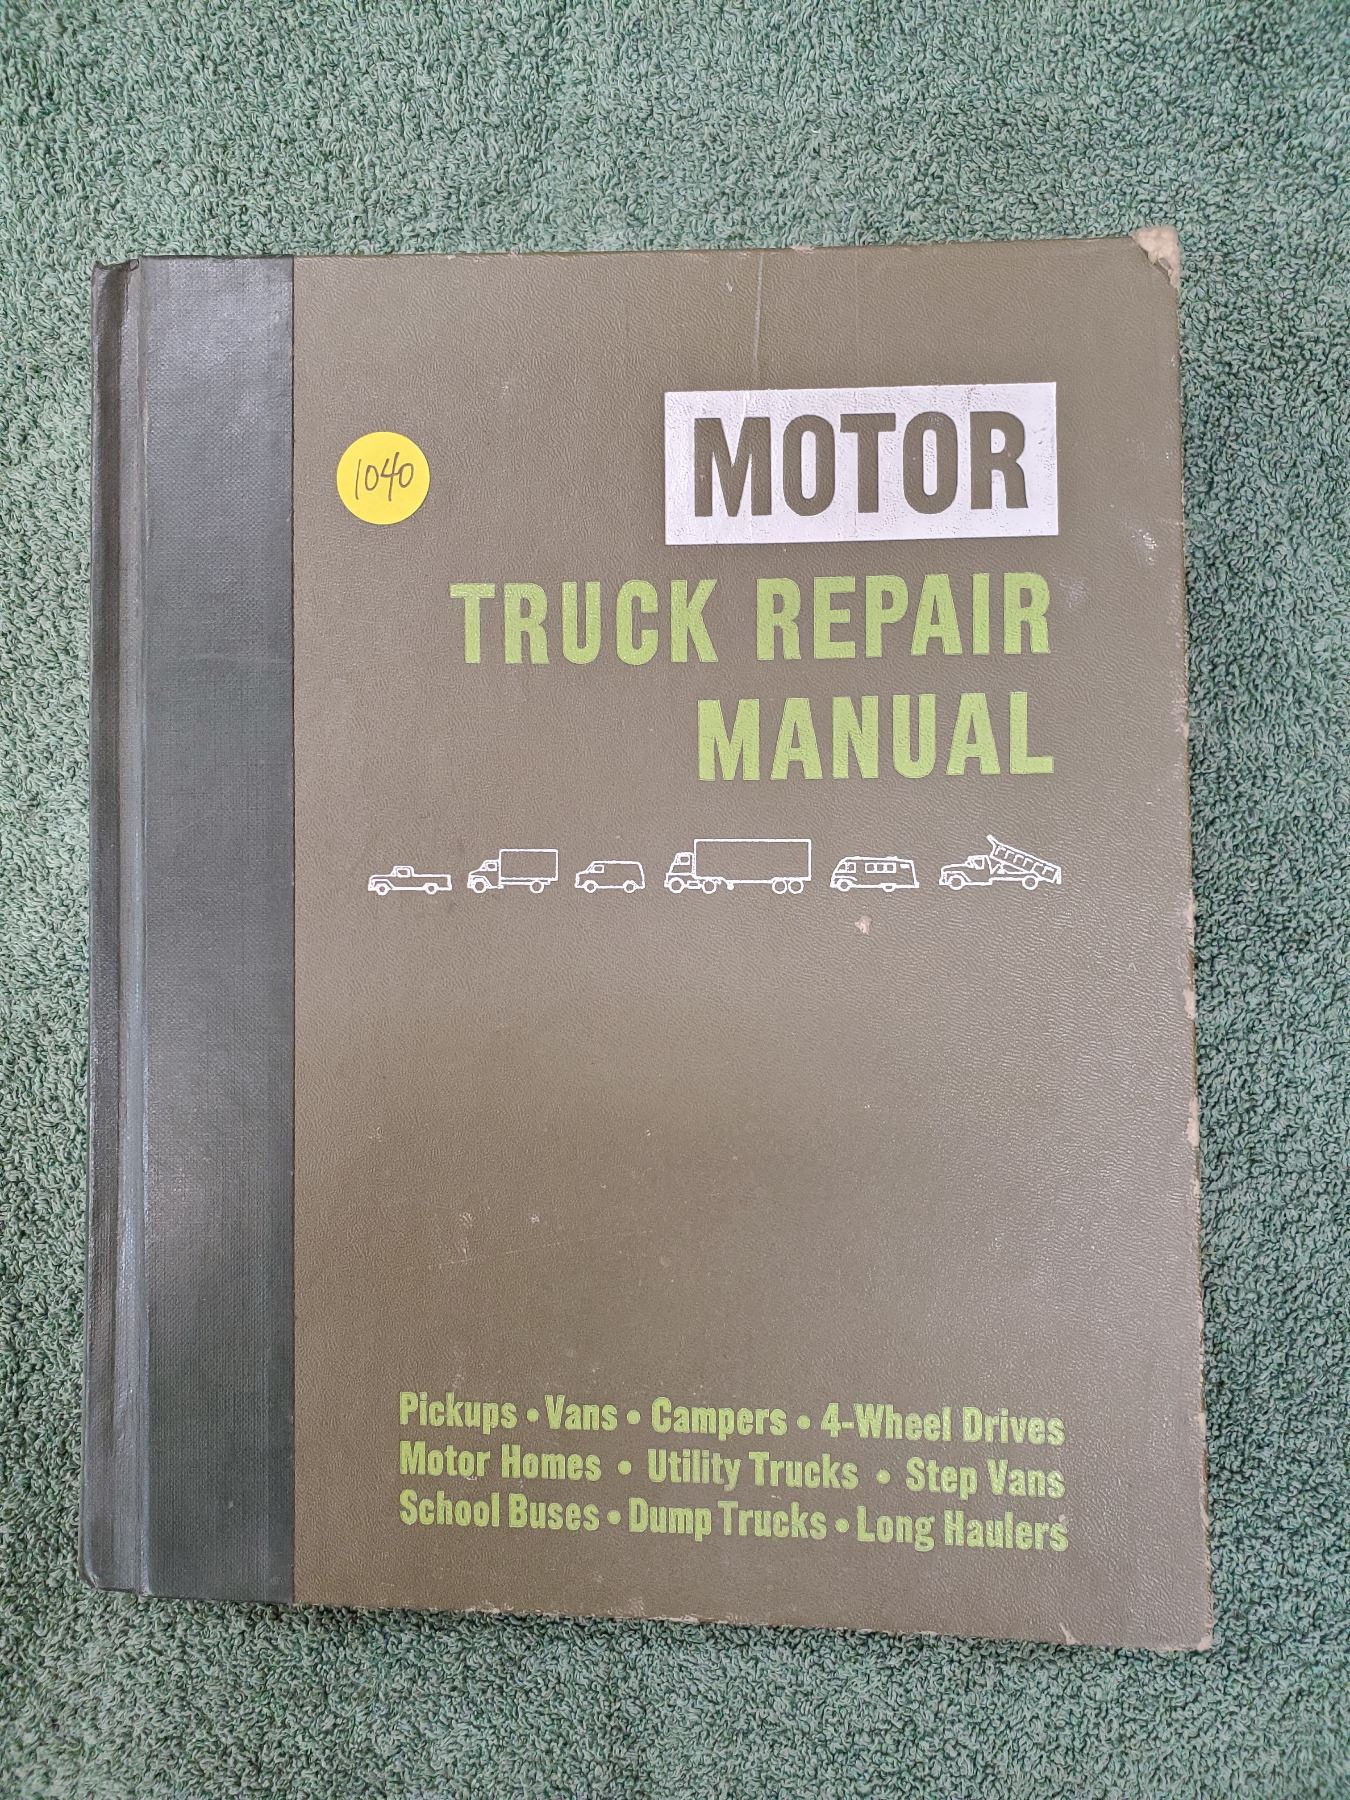 1040
MOTOR
TRUCK REPAIR
MANUAL
Pickups • Vans • Campers • 4-Wheel Drives
Motor Homes • Utility Trucks • Step Vans
School Buses • Dump Trucks • Long Haulers